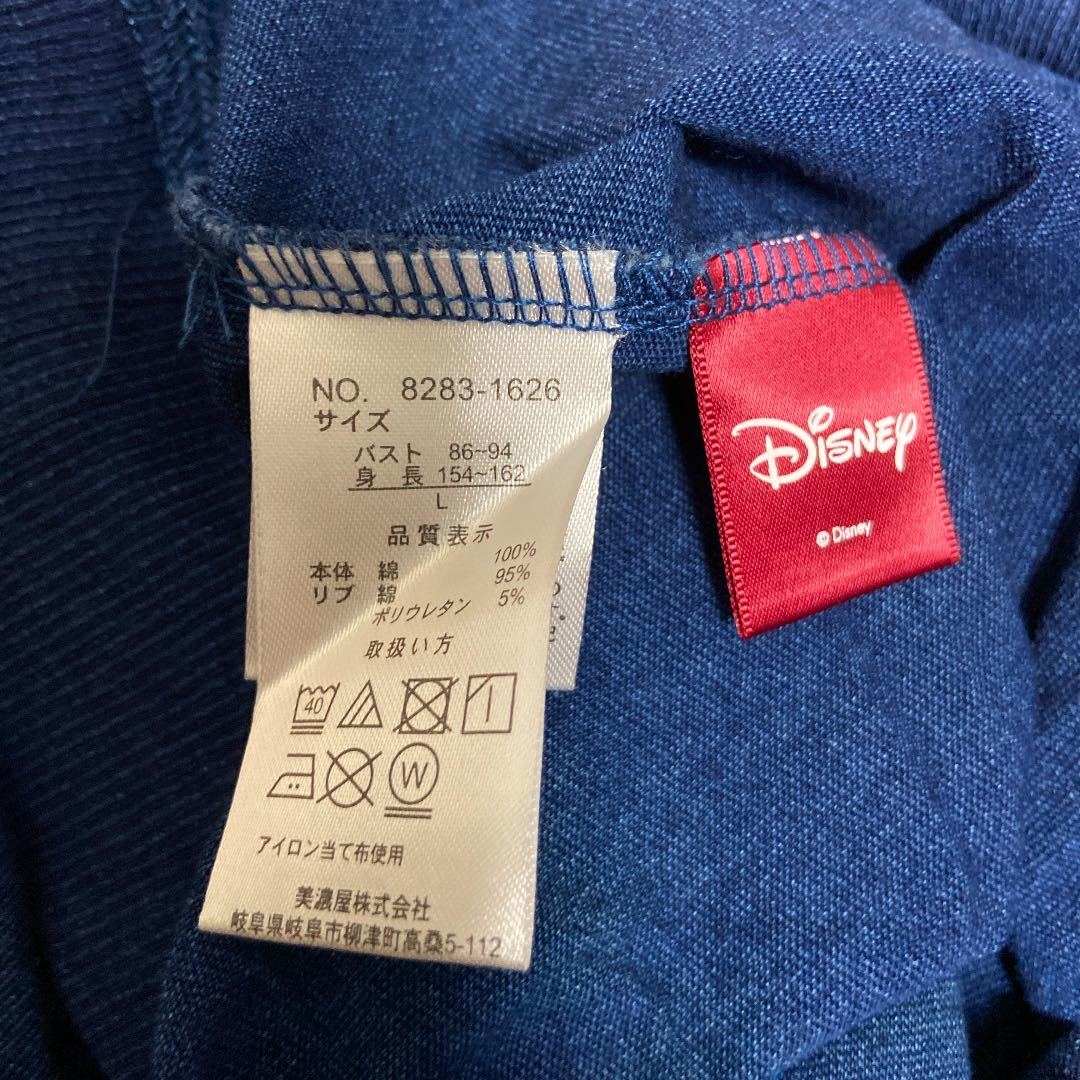 NO. 8283-1626
サイズ
バスト 86~94
身長 154~162
L
品質表示
本体 綿 100%
リブ 綿 95%
ポリウレタン 5%
取扱い方
40
W
アイロン当て布使用
美濃屋株式会社
岐阜県岐阜市柳津町高桑5-112
Disney
© Disney